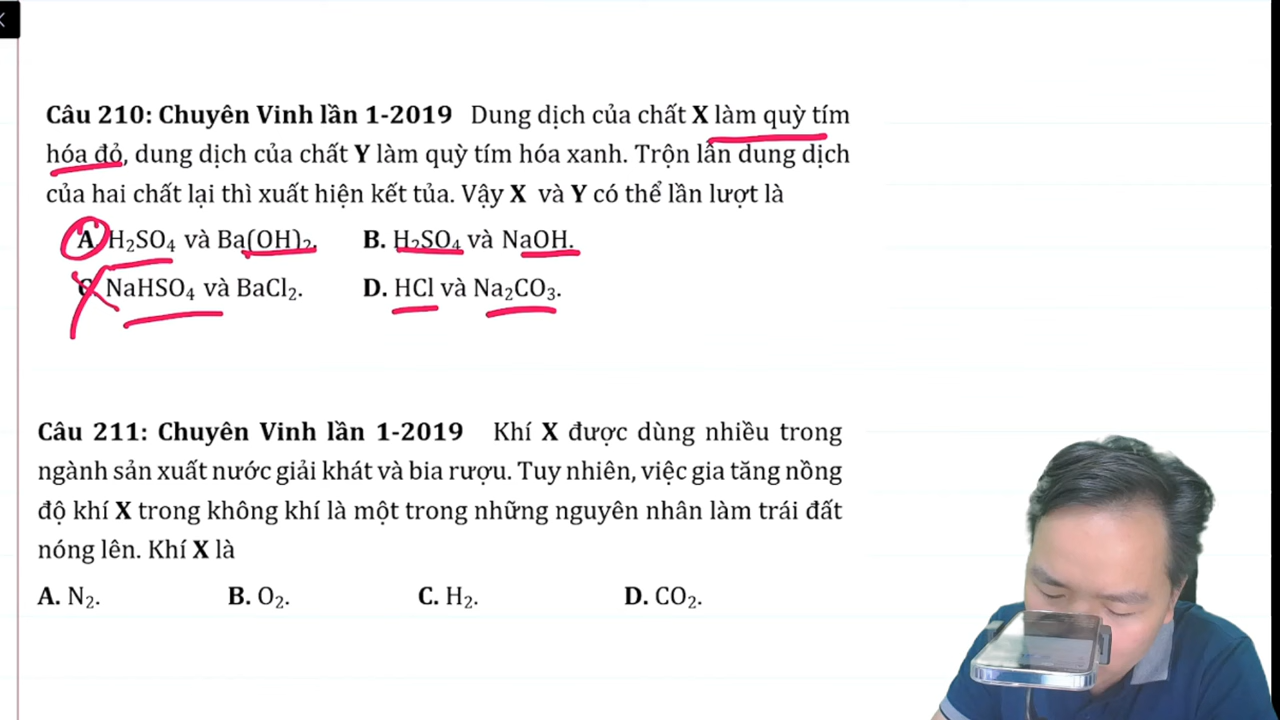 Câu 210: Chuyên Vinh lần 1-2019 Dung dịch của chất X làm quỳ tím
hóa đỏ, dung dịch của chất Y làm quỳ tím hóa xanh. Trộn lẫn dung dịch
của hai chất lại thì xuất hiện kết tủa. Vậy X và Y có thể lần lượt là
A. H₂SO₄ và Ba(OH)₂. B. H₂SO₄ và NaOH.
C. NaHSO₄ và BaCl₂. D. HCl và Na₂CO₃.
Câu 211: Chuyên Vinh lần 1-2019 Khí X được dùng nhiều trong
ngành sản xuất nước giải khát và bia rượu. Tuy nhiên, việc gia tăng nồng
độ khí X trong không khí là một trong những nguyên nhân làm trái đất
nóng lên. Khí X là
A. N₂. B. O₂. C. H₂. D. CO₂.